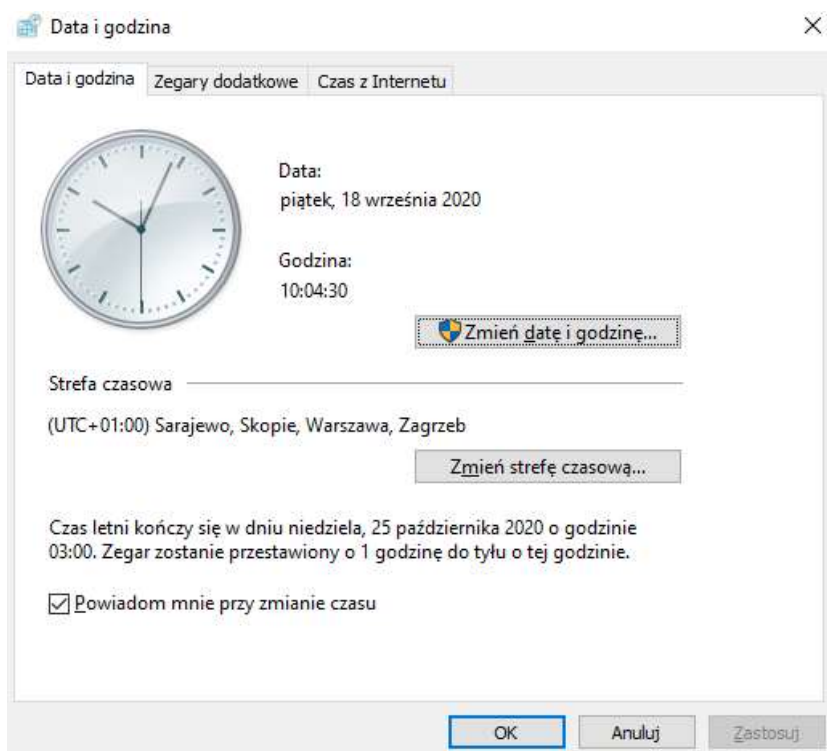 Data i godzina
Data i godzina
Zegary dodatkowe
Czas z Internetu
Data:
piątek, 18 września 2020
Godzina:
10:04:30
Zmień datę i godzinę...
Strefa czasowa
(UTC+01:00) Sarajewo, Skopie, Warszawa, Zagrzeb
Zmień strefę czasową...
Czas letni kończy się w dniu niedziela, 25 października 2020 o godzinie
03:00. Zegar zostanie przestawiony o 1 godzinę do tyłu o tej godzinie.
Powiadom mnie przy zmianie czasu
OK
Anuluj
Zastosuj